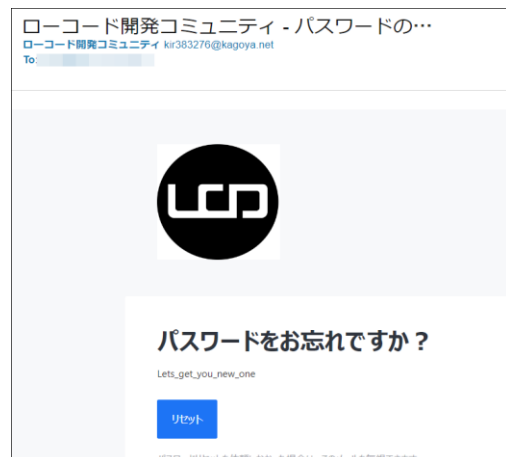 ローコード開発コミュニティ - パスワードの…
ローコード開発コミュニティ kir383276@kagoya.net
To:
LCD
パスワードをお忘れですか？
Lets_get_you_new_one
リセット